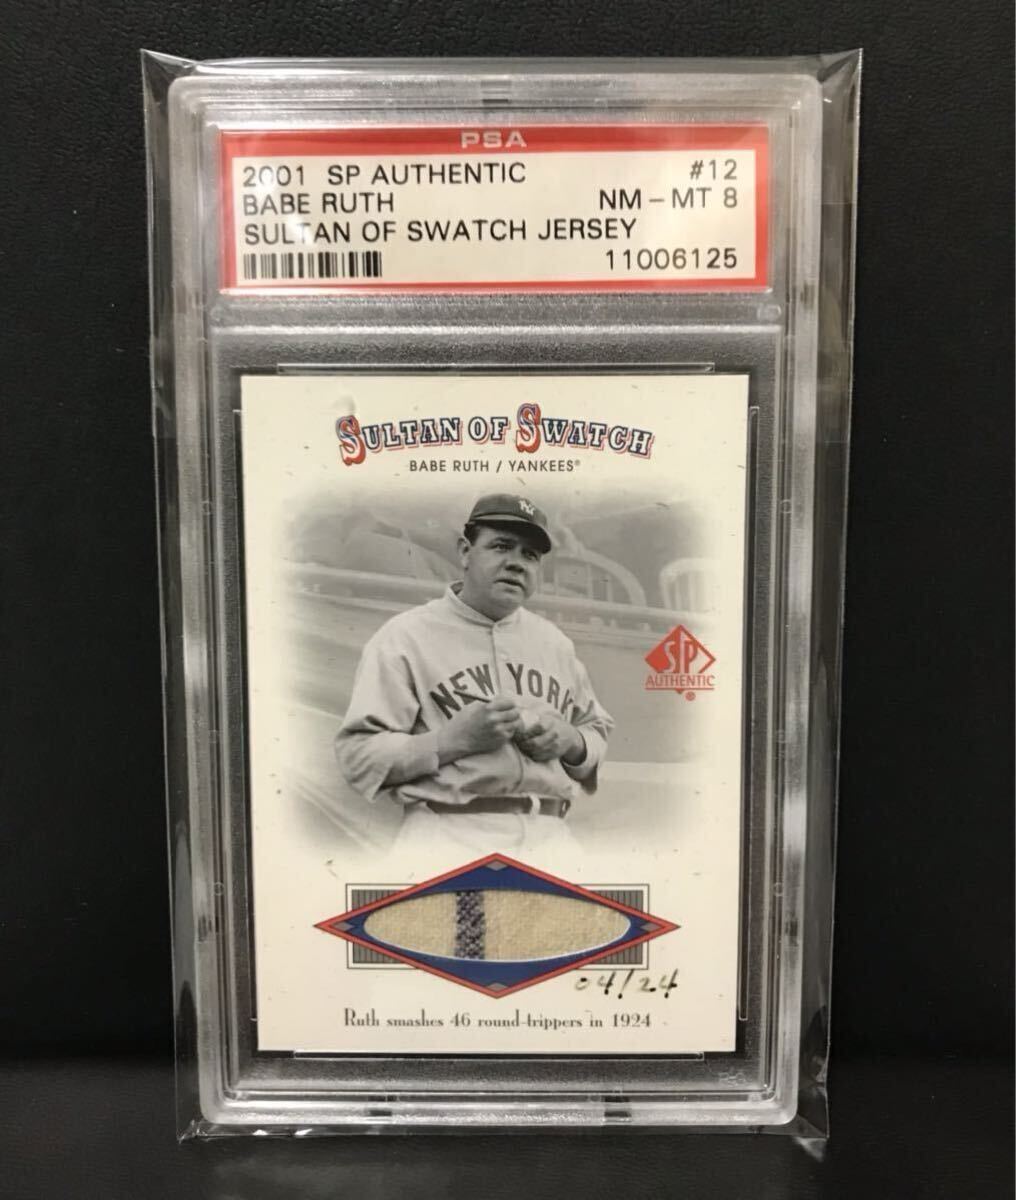 PSA
2001 SP AUTHENTIC #12
BABE RUTH NM - MT 8
SULTAN OF SWATCH JERSEY
11006125
SULTAN OF SWATCH
BABE RUTH / YANKEES®
NY
NEW YORK
SP
AUTHENTIC
®
04/24
Ruth smashes 46 round-trippers in 1924